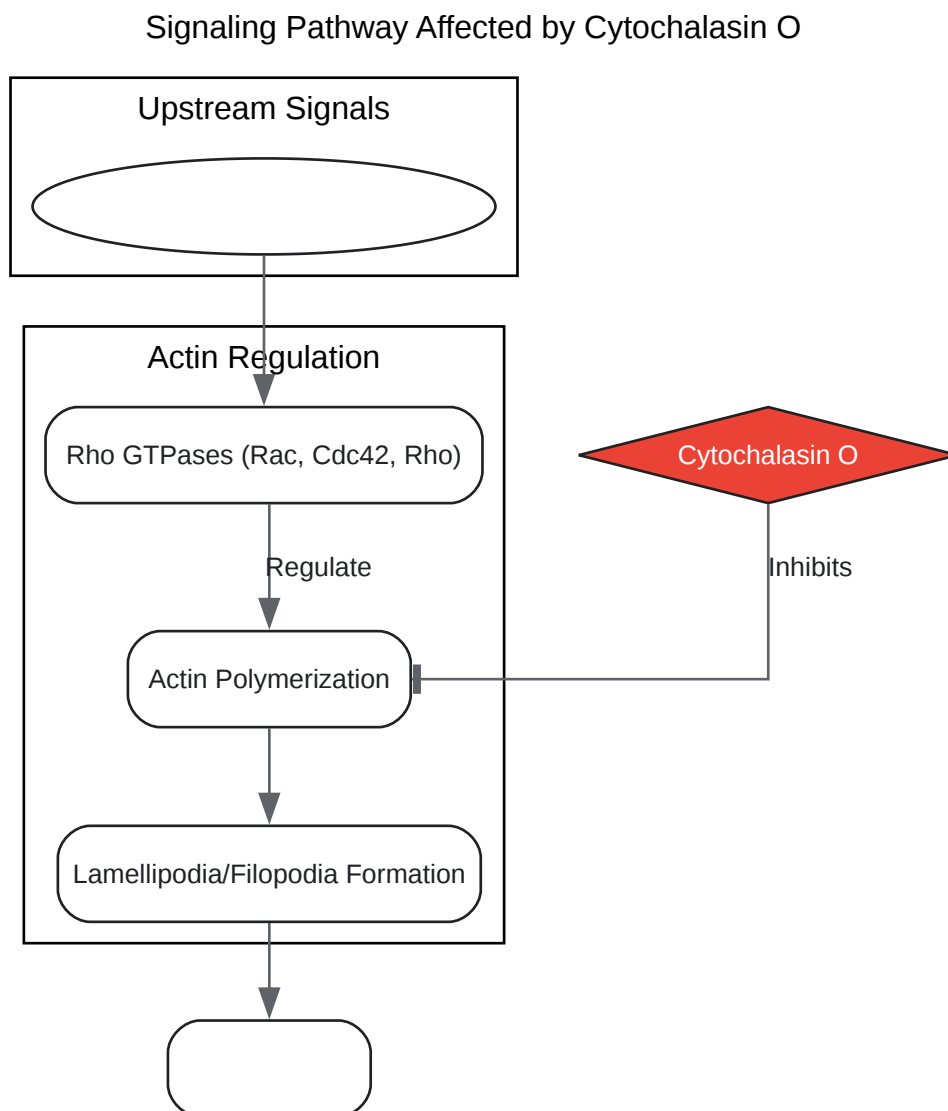 Signaling Pathway Affected by Cytochalasin O
Upstream Signals
Actin Regulation
Rho GTPases (Rac, Cdc42, Rho)
Cytochalasin O
Regulate
Inhibits
Actin Polymerization
Lamellipodia/Filopodia Formation